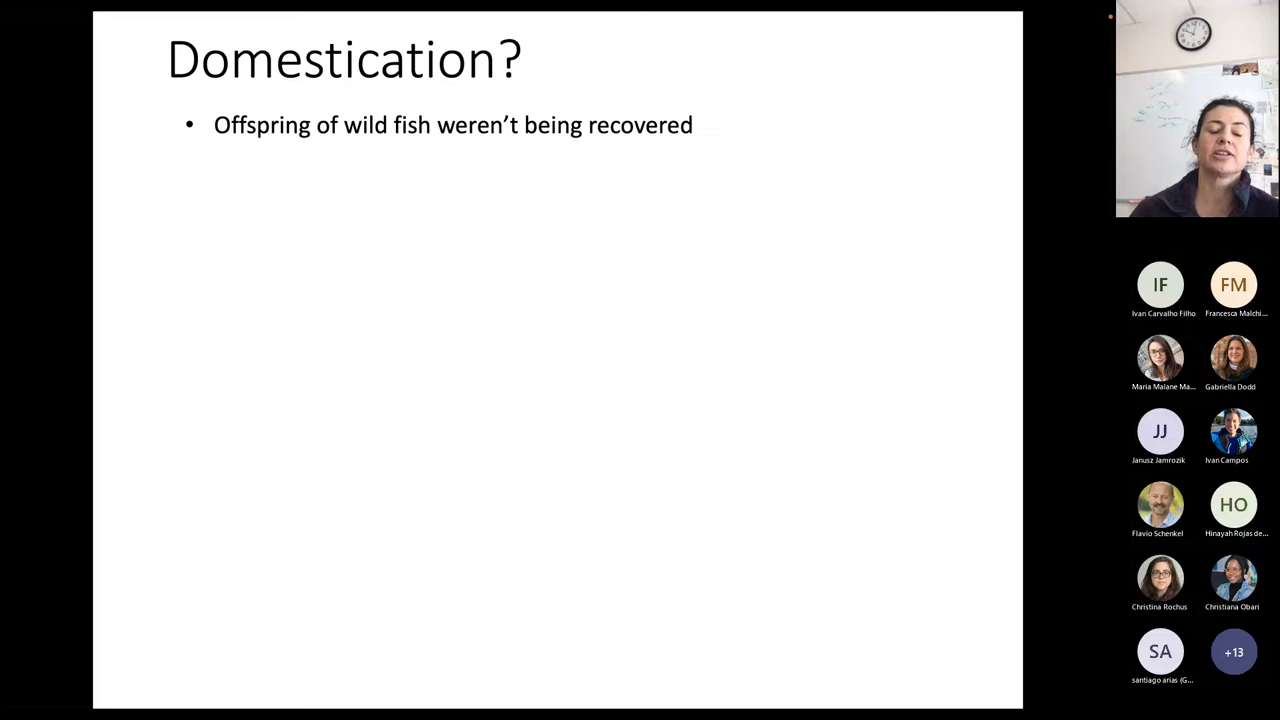 Domestication?
• Offspring of wild fish weren't being recovered
IF
FM
Ivan Carvalho Filho
Francesca Malchi...
Maria Malane Ma...
Gabriella Dodd
JJ
Janusz Jamrozik
Ivan Campos
HO
Flavio Schenkel
Hinayah Rojas de...
Christina Rochus
Christiana Obari
SA
+13
santiago arias (G...